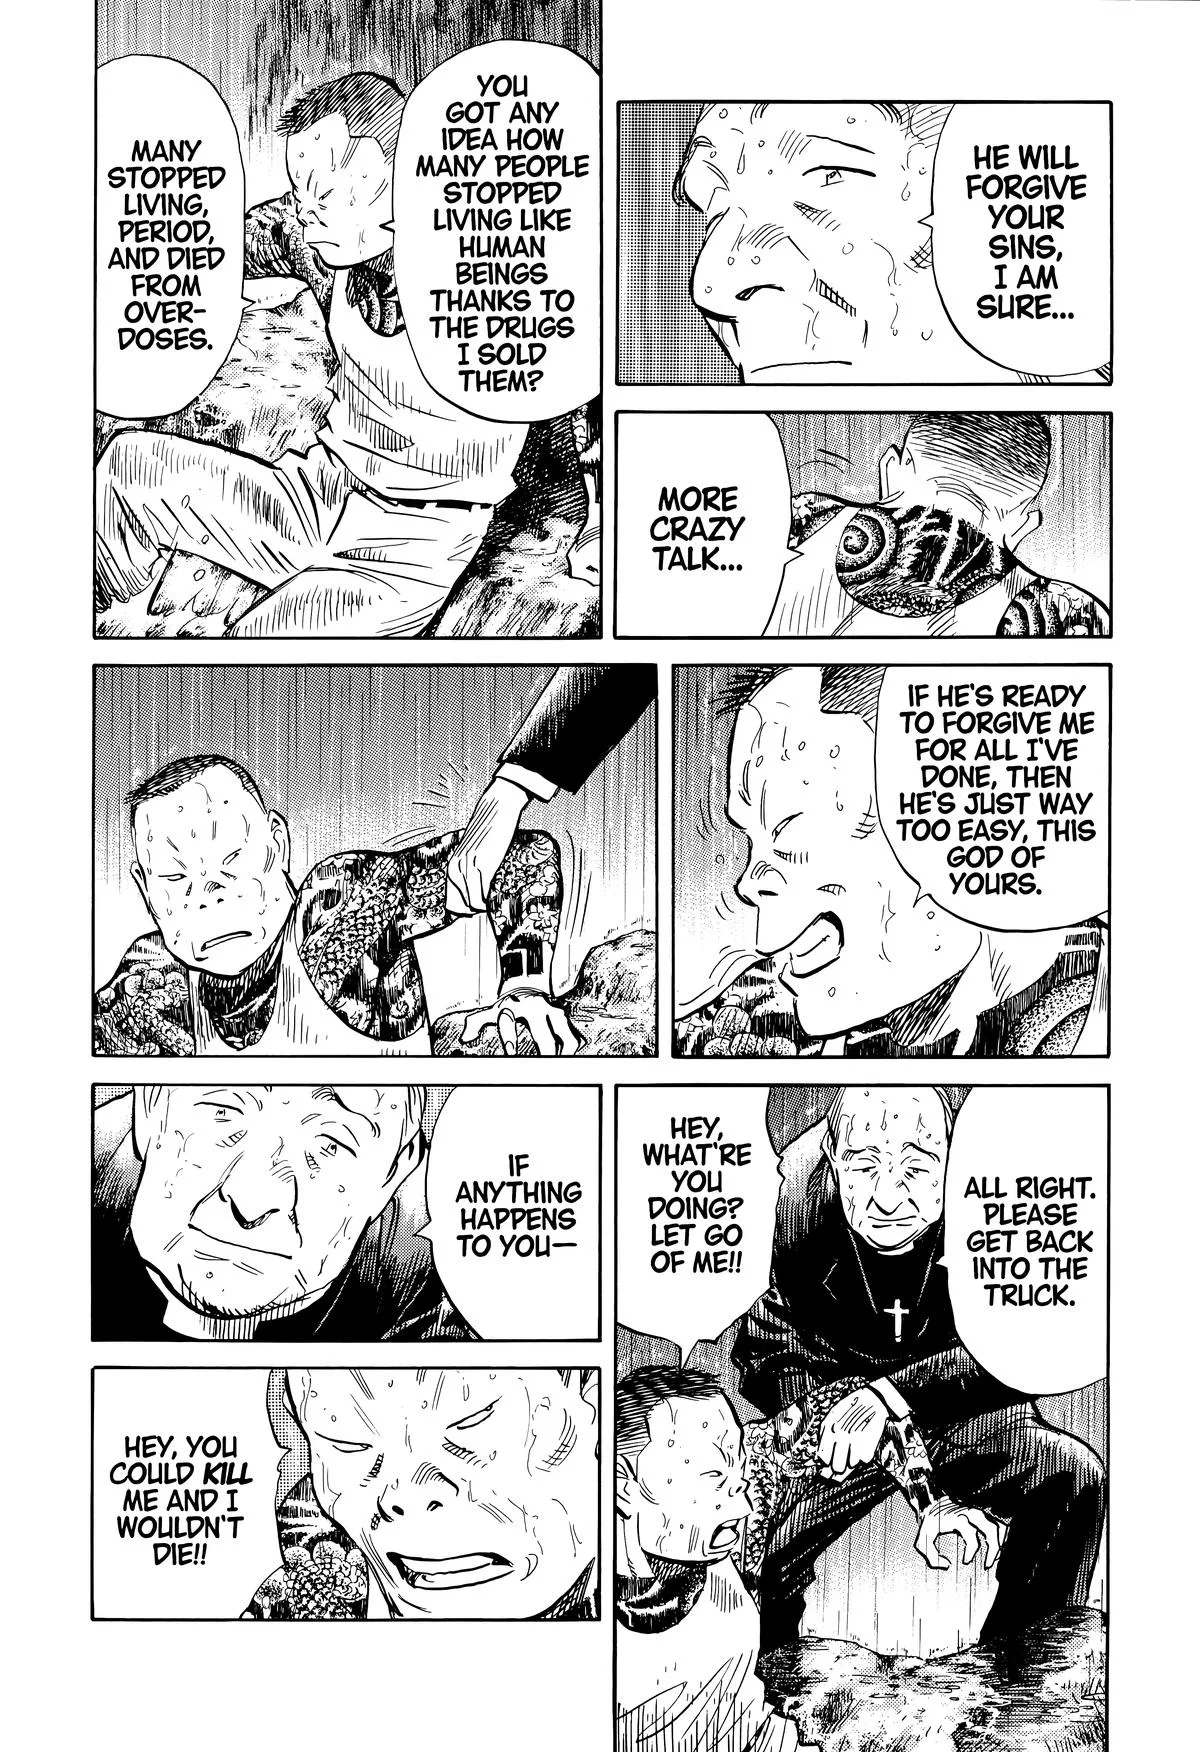 HE WILL
FORGIVE
YOUR
SINS,
I AM
SURE...
YOU
GOT ANY
IDEA HOW
MANY PEOPLE
STOPPED
LIVING LIKE
HUMAN
BEINGS
THANKS TO
THE DRUGS
I SOLD
THEM?
MANY
STOPPED
LIVING,
PERIOD,
AND DIED
FROM
OVER-
DOSES.
MORE
CRAZY
TALK...
IF HE'S READY
TO FORGIVE ME
FOR ALL I'VE
DONE, THEN
HE'S JUST WAY
TOO EASY, THIS
GOD OF
YOURS.
ALL RIGHT.
PLEASE
GET BACK
INTO THE
TRUCK.
HEY,
WHAT'RE
YOU
DOING?
LET GO
OF ME!!
IF
ANYTHING
HAPPENS
TO YOU—
HEY, YOU
COULD KILL
ME AND I
WOULDN'T
DIE!!